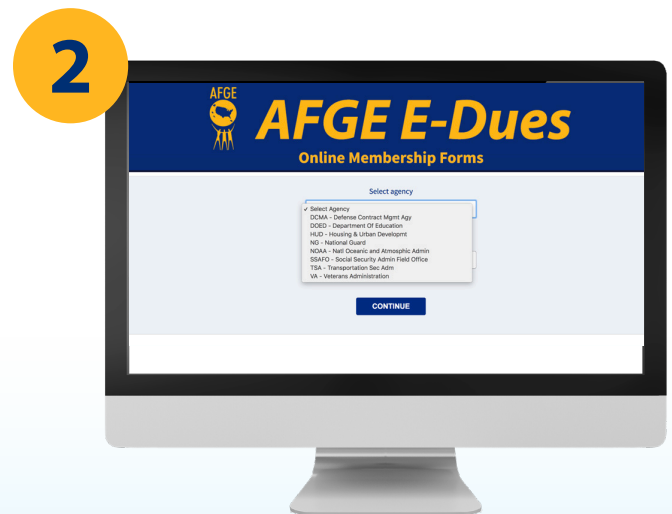 2
AFGE
AFGE E-Dues
Online Membership Forms
Select agency
✓ Select Agency
DCMA - Defense Contract Mgmt Agy
DOED - Department Of Education
HUD - Housing & Urban Developmt
NG - National Guard
NOAA - Natl Oceanic and Atmosphic Admin
SSAFO - Social Security Admin Field Office
TSA - Transportation Sec Adm
VA - Veterans Administration
CONTINUE